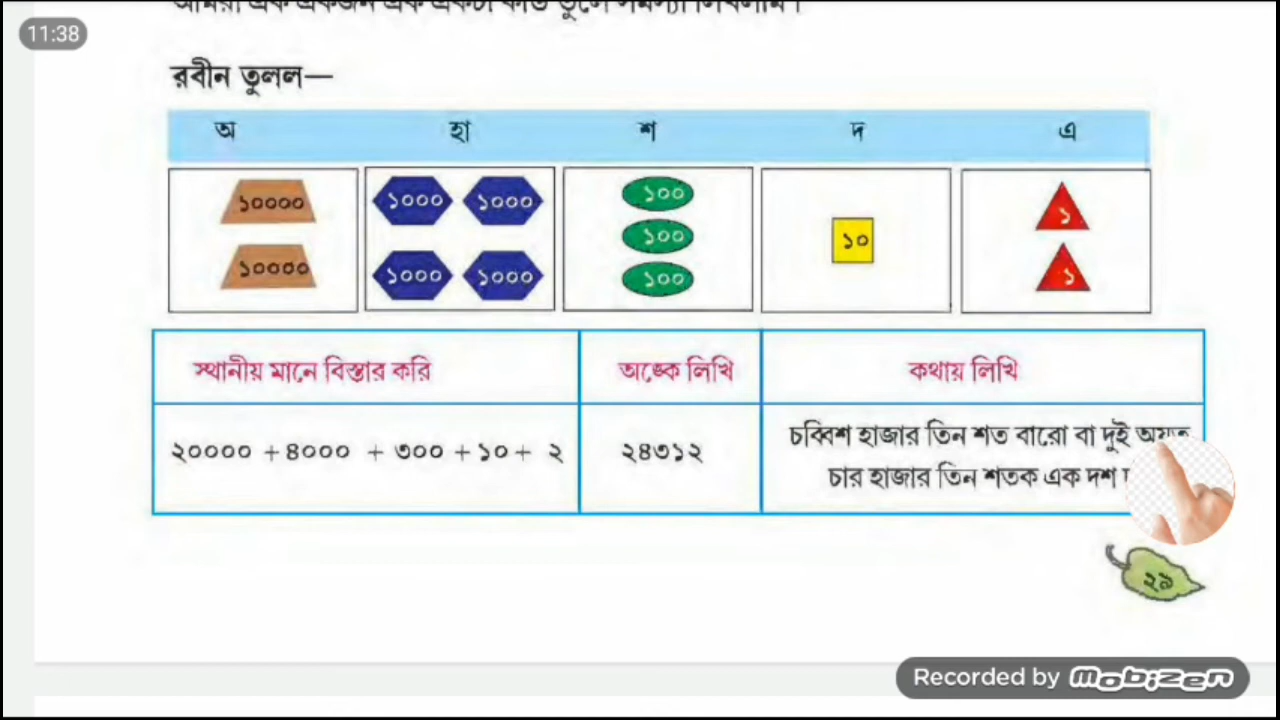 11:38
রবীন তুলল—
অ হা শ দ এ
১০০০০ ১০০০ ১০০০ ১০০ ১০ ১
১০০০০ ১০০০ ১০০০ ১০০ ১
১০০
স্থানীয় মানে বিস্তার করি অঙ্কে লিখি কথায় লিখি
২০০০০ + ৪০০০ + ৩০০ + ১০ + ২ ২৪৩১২ চব্বিশ হাজার তিন শত বারো বা দুই
চার হাজার তিন শতক এক দশ
২৯
Recorded by Mobizen